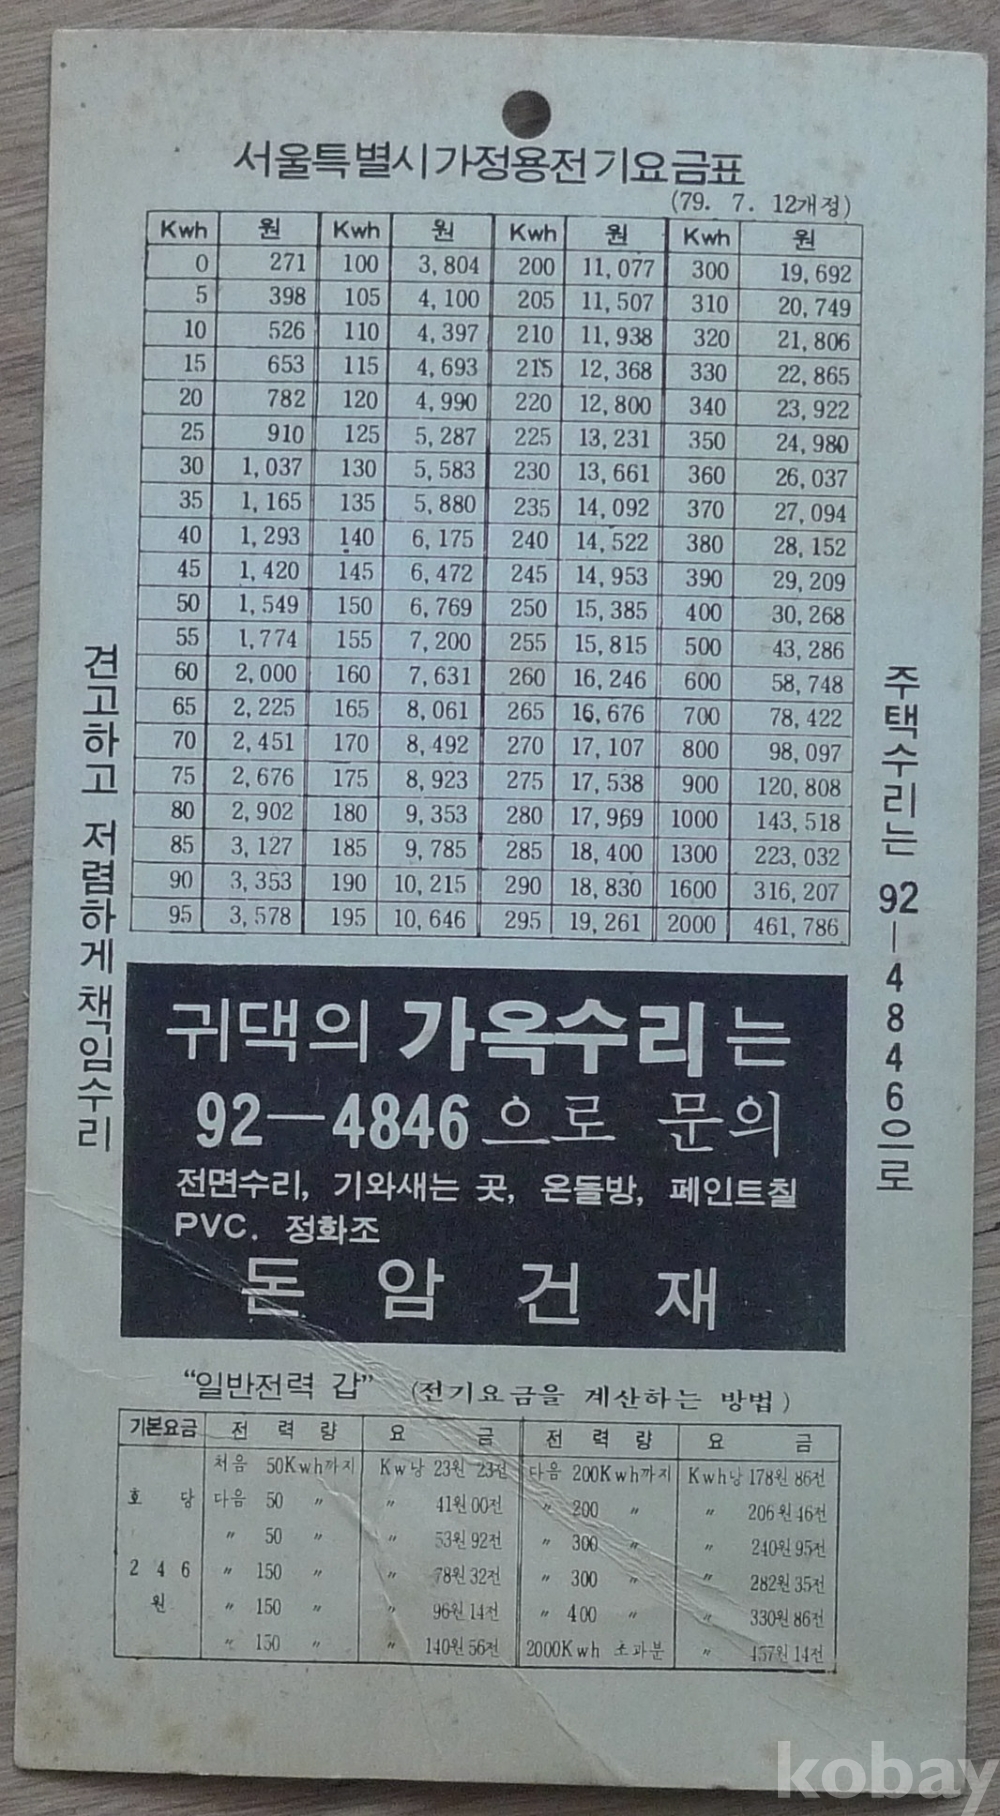 서울특별시가정용전기요금표
(79. 7. 12개정)
Kwh 원 Kwh 원 Kwh 원 Kwh 원
0 271 100 3,804 200 11,077 300 19,692
5 398 105 4,100 205 11,507 310 20,749
10 526 110 4,397 210 11,938 320 21,806
15 653 115 4,693 215 12,368 330 22,865
20 782 120 4,990 220 12,800 340 23,922
25 910 125 5,287 225 13,231 350 24,980
30 1,037 130 5,583 230 13,661 360 26,037
35 1,165 135 5,880 235 14,092 370 27,094
40 1,293 140 6,175 240 14,522 380 28,152
45 1,420 145 6,472 245 14,953 390 29,209
50 1,549 150 6,769 250 15,385 400 30,268
55 1,774 155 7,200 255 15,815 500 43,286
60 2,000 160 7,631 260 16,246 600 58,748
65 2,225 165 8,061 265 16,676 700 78,422
70 2,451 170 8,492 270 17,107 800 98,097
75 2,676 175 8,923 275 17,538 900 120,808
80 2,902 180 9,353 280 17,969 1000 143,518
85 3,127 185 9,785 285 18,400 1300 223,032
90 3,353 190 10,215 290 18,830 1600 316,207
95 3,578 195 10,646 295 19,261 2000 461,786
견고하고 저렴하게 책임수리
주택수리는 92-4846으로
귀댁의 가옥수리는
92-4846으로 문의
전면수리, 기와새는 곳, 온돌방, 페인트칠
PVC. 정화조
돈 암 건 재
"일반전력 갑" (전기요금을 계산하는 방법)
기본요금 전 력 량 요 금 전 력 량 요 금
처음 50Kwh까지 Kw당 23원 23전 다음 200Kwh까지 Kwh당 178원 86전
호 당 다음 50 〃 〃 41원 00전 〃 200 〃 〃 206원 46전
〃 50 〃 〃 53원 92전 〃 300 〃 〃 240원 95전
2 4 6 〃 150 〃 〃 78원 32전 〃 300 〃 〃 282원 35전
원 〃 150 〃 〃 96원 14전 〃 400 〃 〃 330원 86전
〃 150 〃 〃 140원 56전 2000Kwh 초과분 〃 457원 14전
kobay